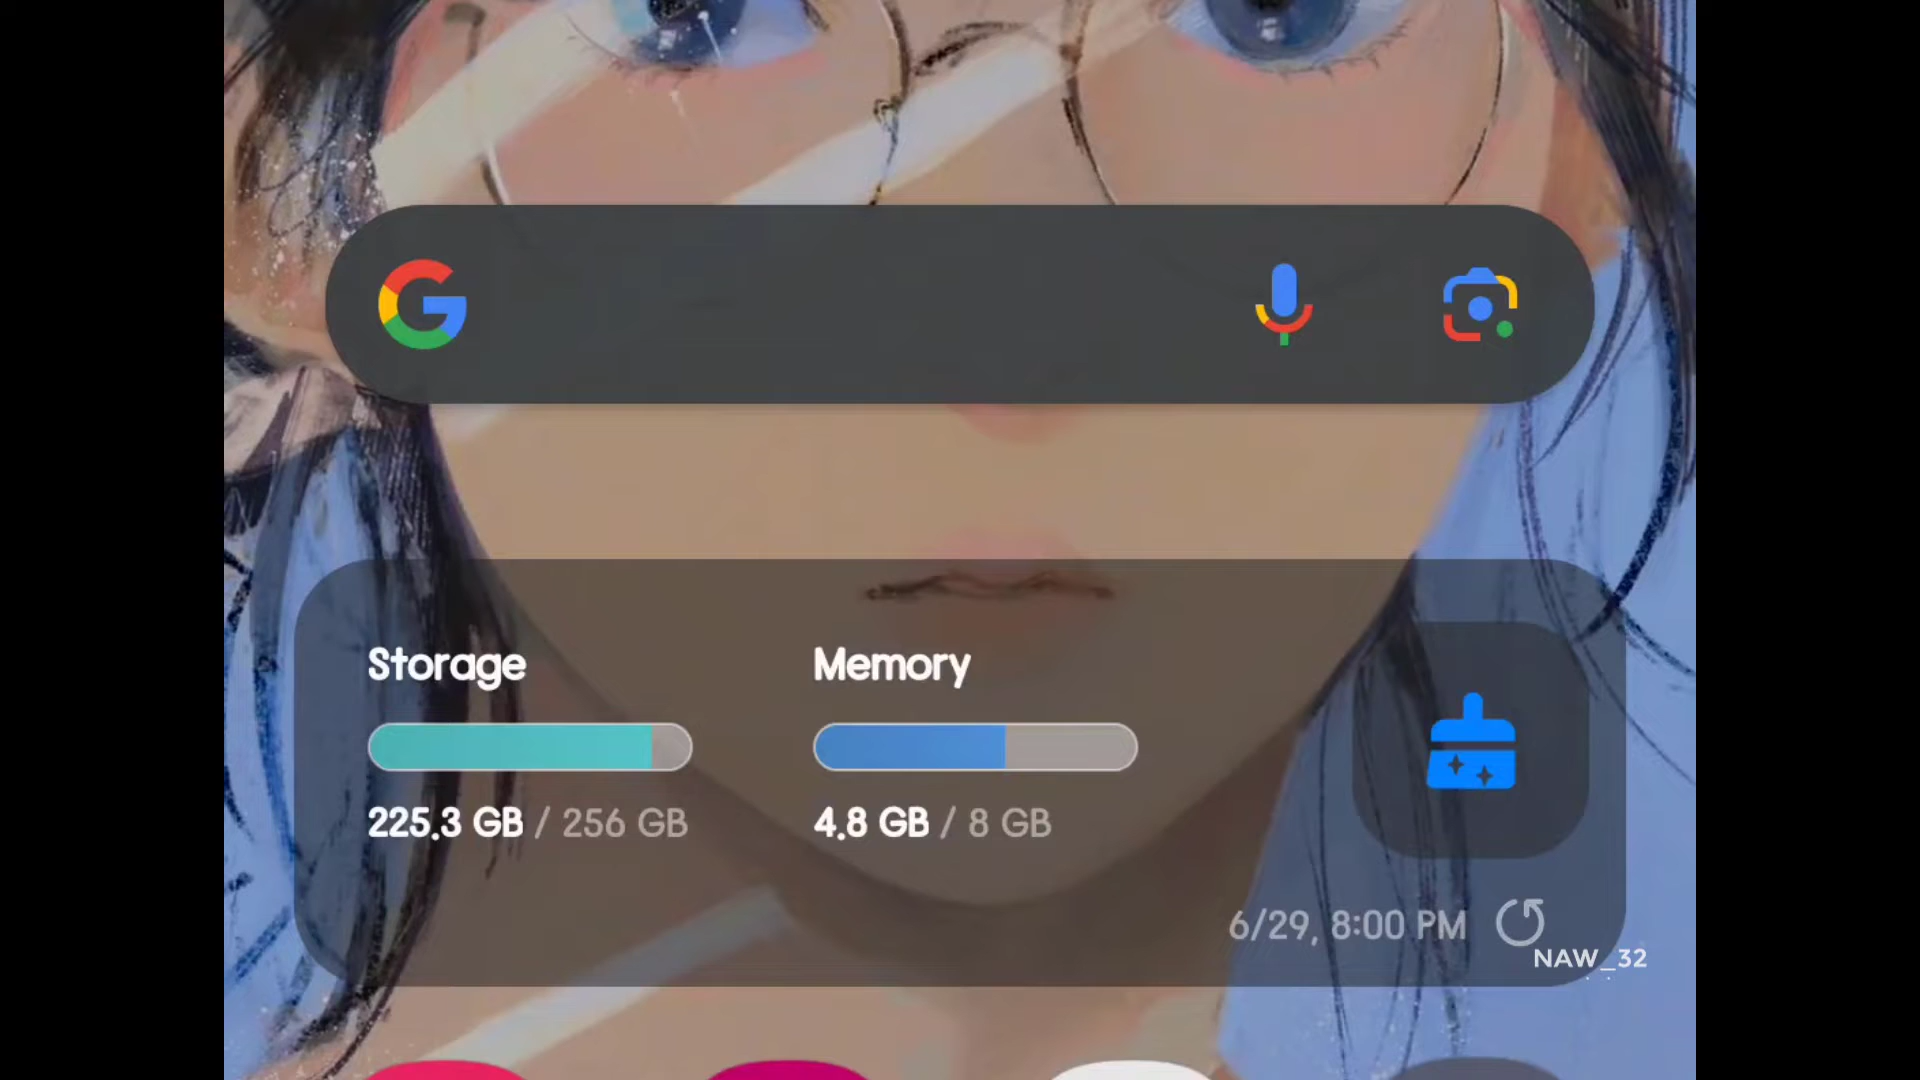 Storage
Memory
225.3 GB / 256 GB
4.8 GB / 8 GB
6/29, 8:00 PM
NAW_32